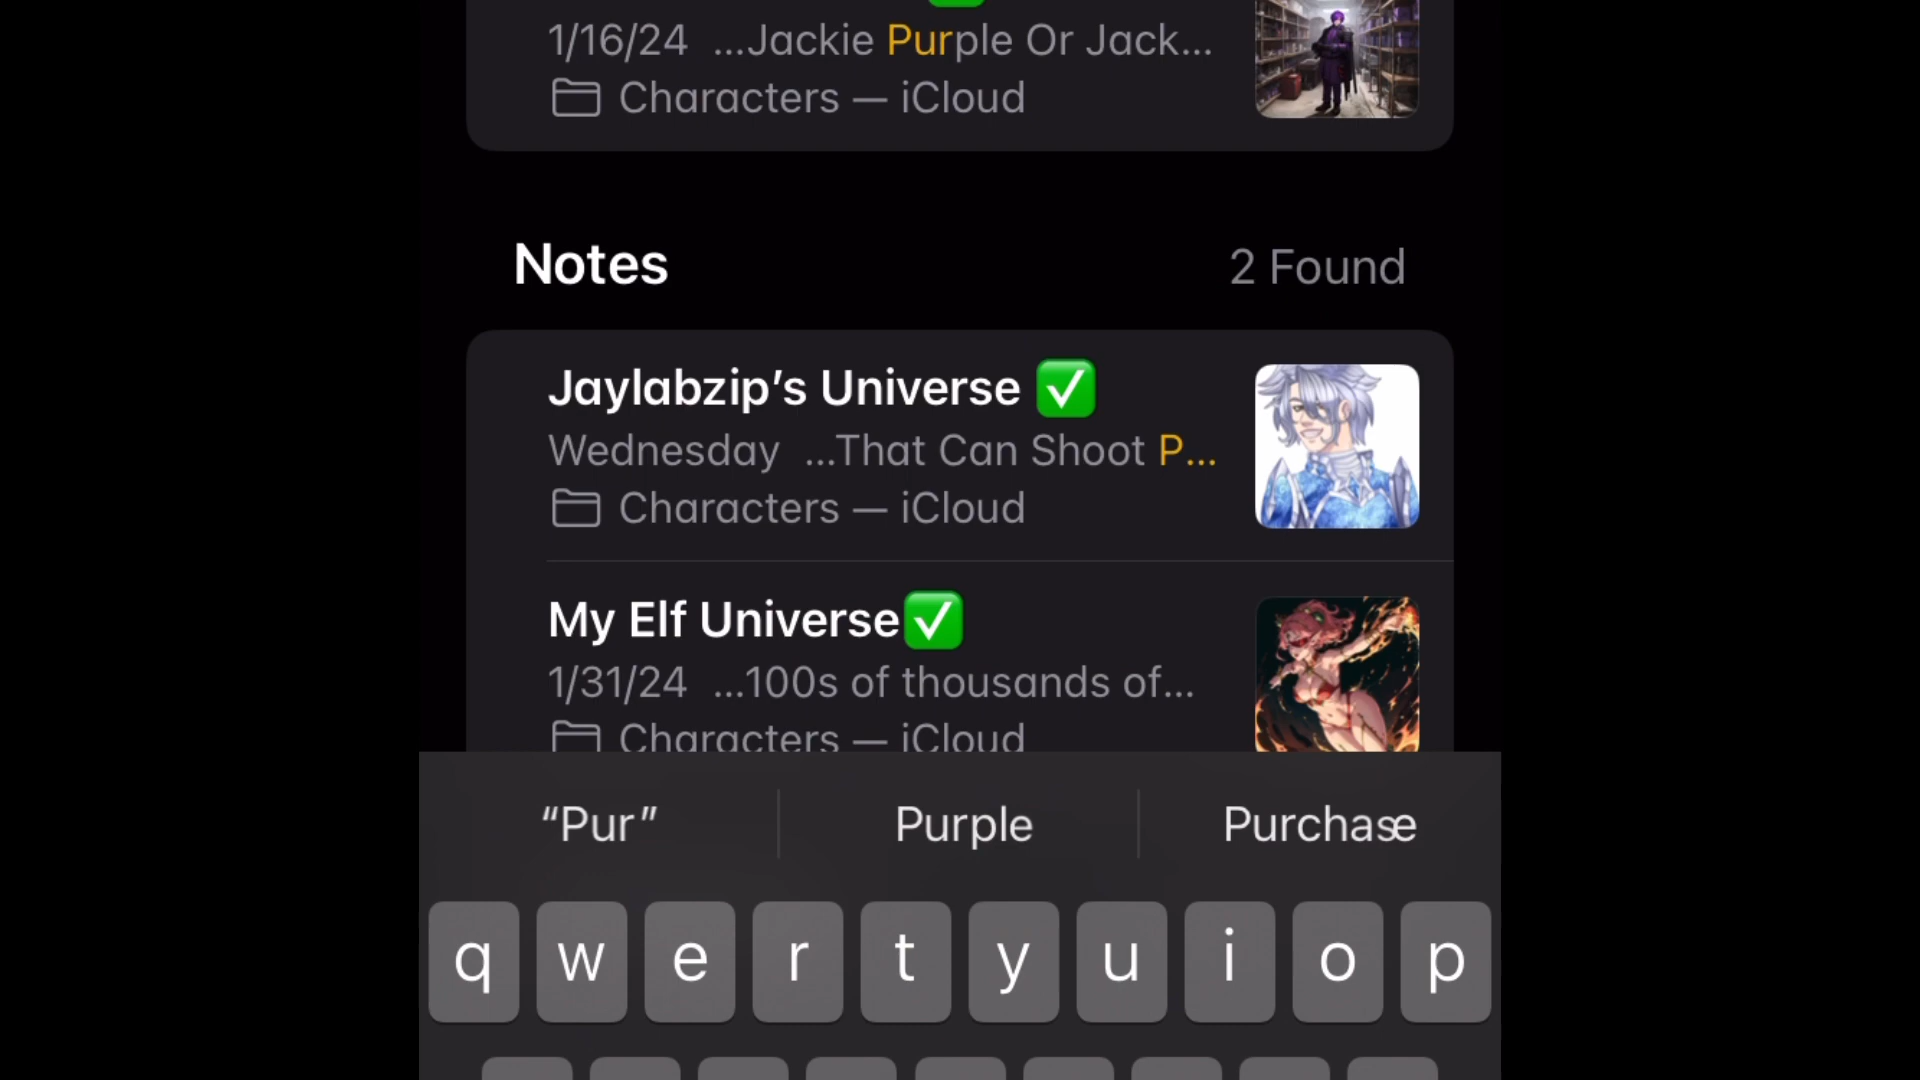 1/16/24 ...Jackie Purple Or Jack...
Characters — iCloud
Notes
2 Found
Jaylabzip’s Universe ✅
Wednesday ...That Can Shoot P...
Characters — iCloud
My Elf Universe✅
1/31/24 ...100s of thousands of...
Characters — iCloud
“Pur” Purple Purchase
q w e r t y u i o p